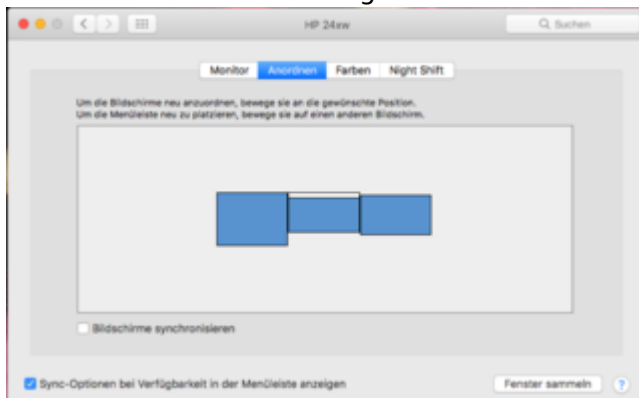 HP 24xw
Suchen
Monitor Anordnen Farben Night Shift
Um die Bildschirme neu anzuordnen, bewege sie an die gewünschte Position.
Um die Menüleiste neu zu platzieren, bewege sie auf einen anderen Bildschirm.
Bildschirme synchronisieren
Sync-Optionen bei Verfügbarkeit in der Menüleiste anzeigen
Fenster sammeln ?